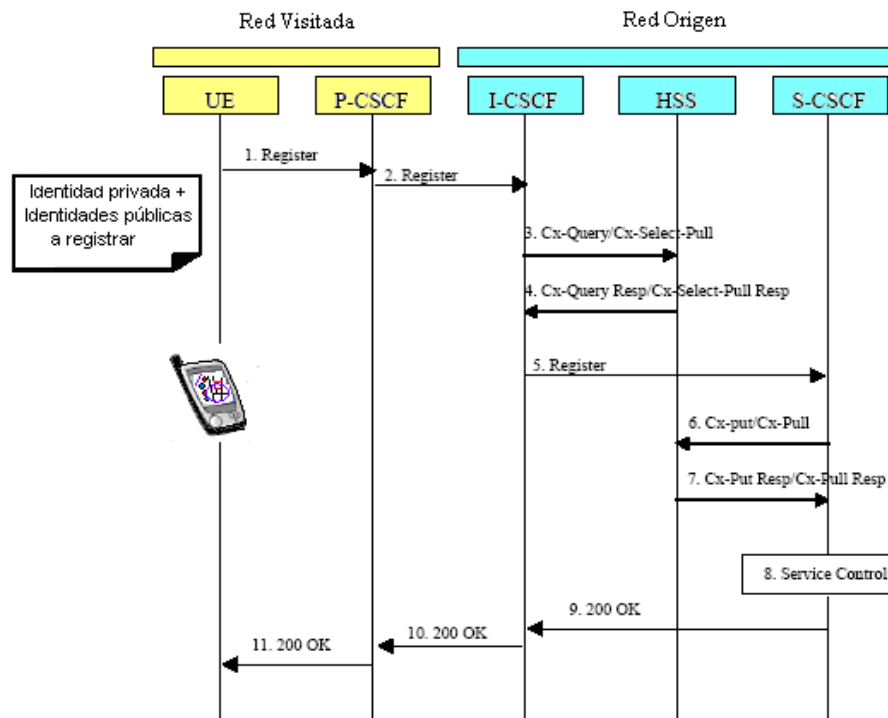 Red Visitada
Red Origen
UE
P-CSCF
I-CSCF
HSS
S-CSCF
1. Register
2. Register
Identidad privada +
Identidades públicas
a registrar
3. Cx-Query/Cx-Select-Pull
4. Cx-Query Resp/Cx-Select-Pull Resp
5. Register
6. Cx-put/Cx-Pull
7. Cx-Put Resp/Cx-Pull Resp
8. Service Control
9. 200 OK
10. 200 OK
11. 200 OK